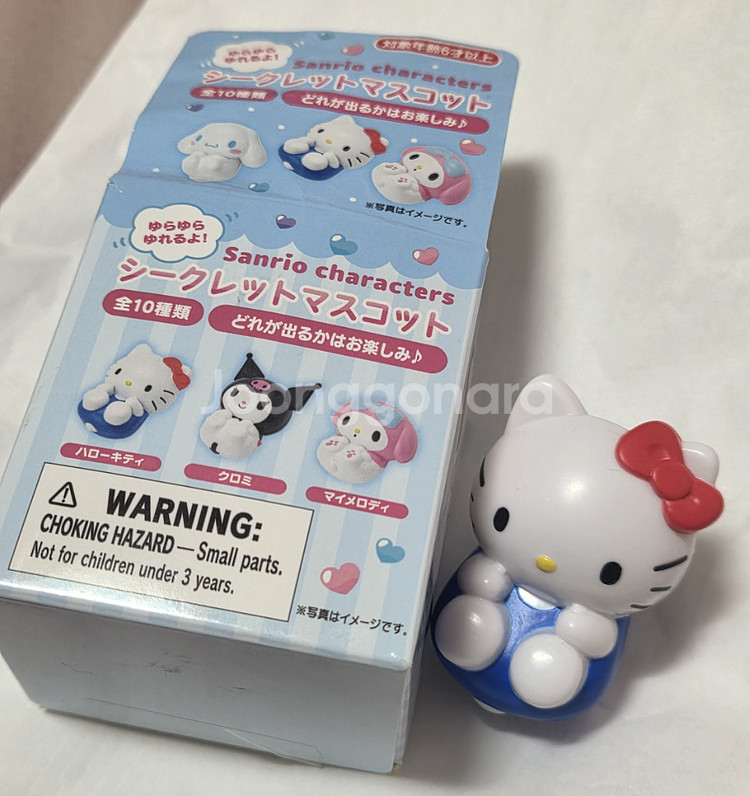 対象年齢6才以上
ゆらゆら
ゆれるよ!
Sanrio characters
シークレットマスコット
全10種類
どれが出るかはお楽しみ♪
※写真はイメージです。
ゆらゆら
ゆれるよ!
Sanrio characters
シークレットマスコット
全10種類
どれが出るかはお楽しみ♪
Joonggonara
ハローキティ
クロミ
マイメロディ
⚠ WARNING:
CHOKING HAZARD — Small parts.
Not for children under 3 years.
※写真はイメージです。